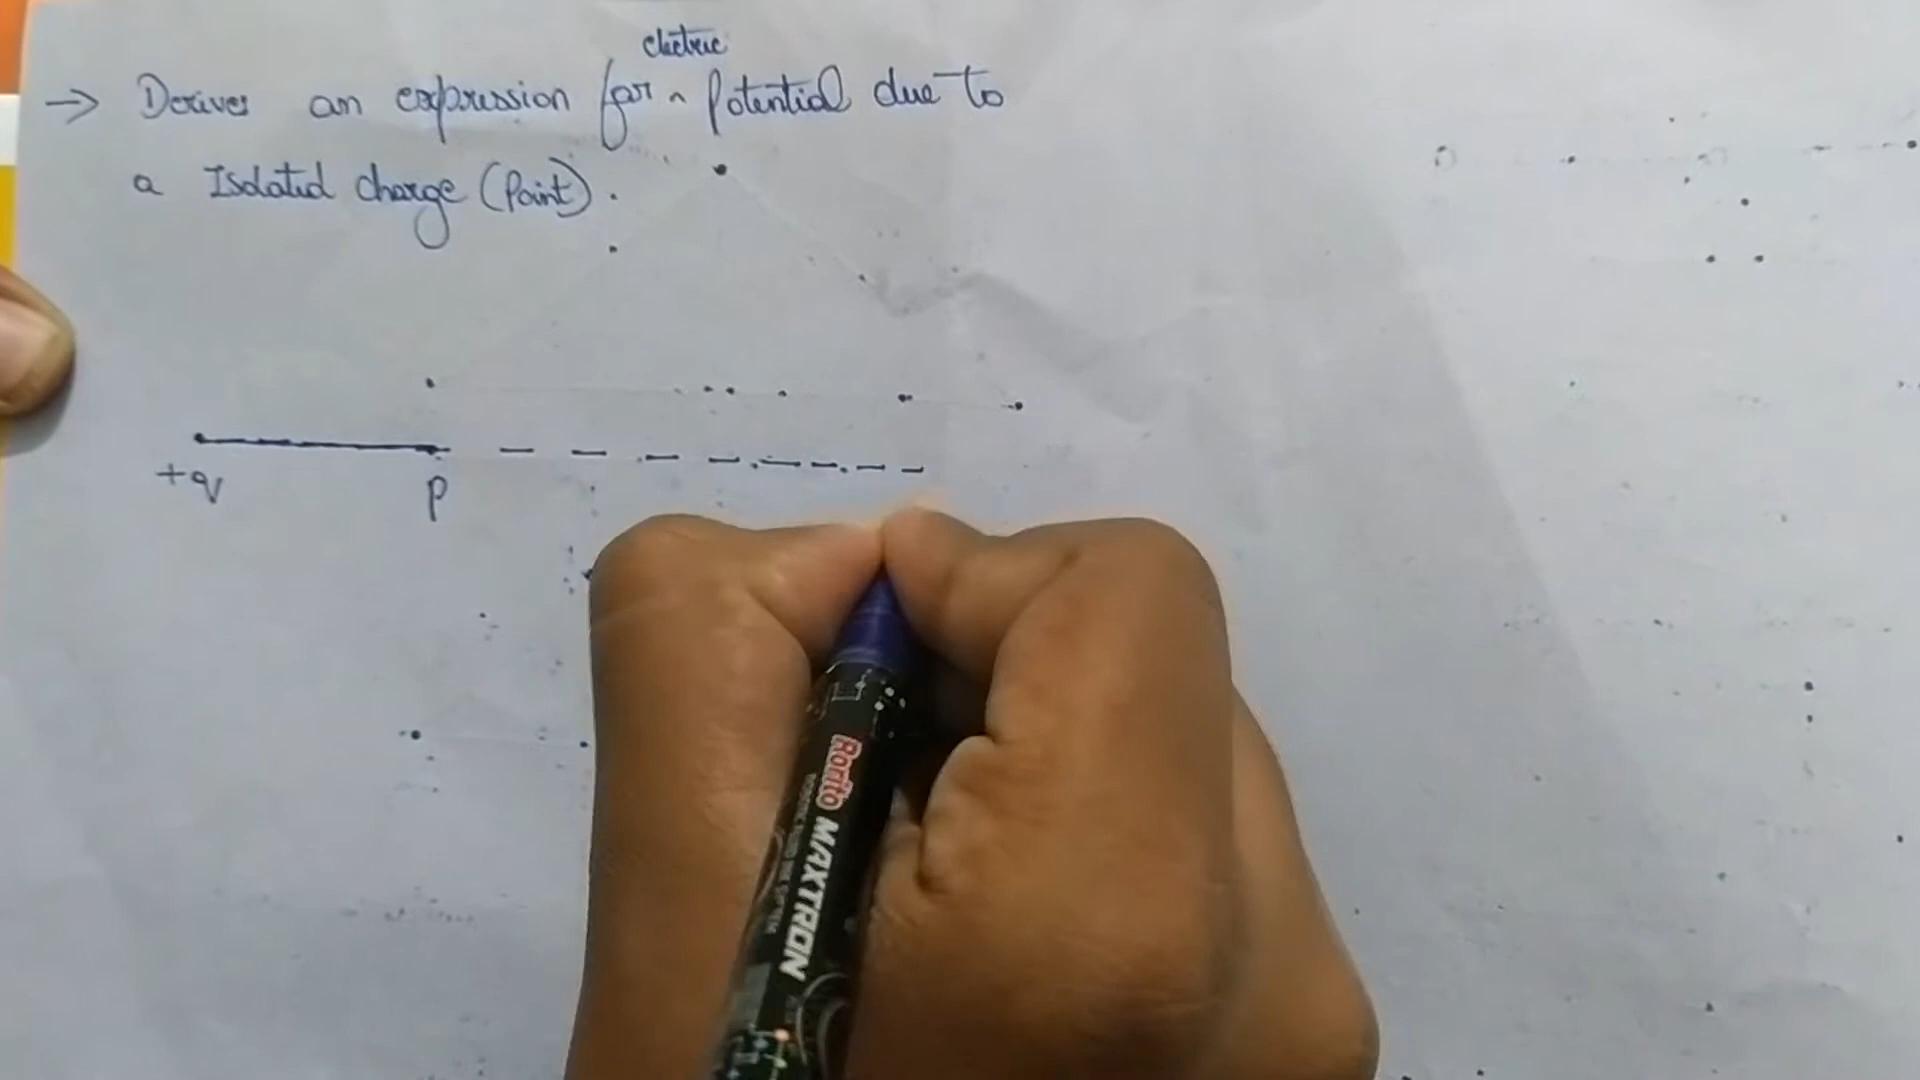 electric
→ Derives an expression for ^ Potential due to
a Isolated charge (Point).
+q P
Rorito MAXTRON